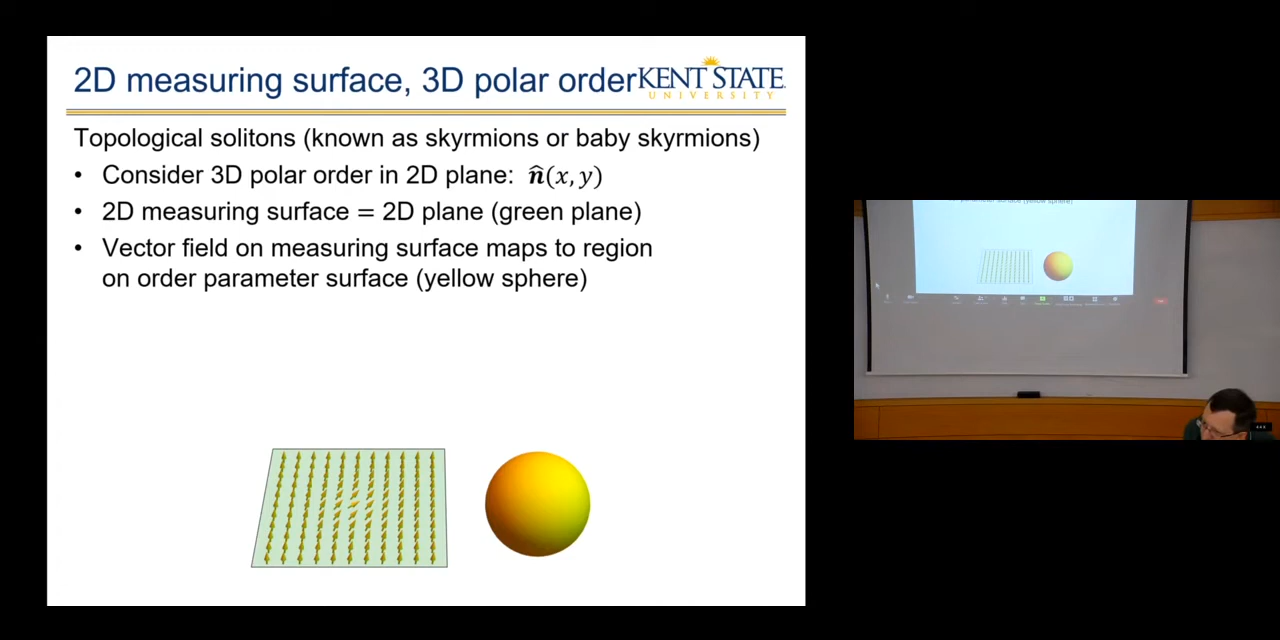 2D measuring surface, 3D polar order
KENT STATE
UNIVERSITY
Topological solitons (known as skyrmions or baby skyrmions)
• Consider 3D polar order in 2D plane: n̂(x, y)
• 2D measuring surface = 2D plane (green plane)
• Vector field on measuring surface maps to region
on order parameter surface (yellow sphere)